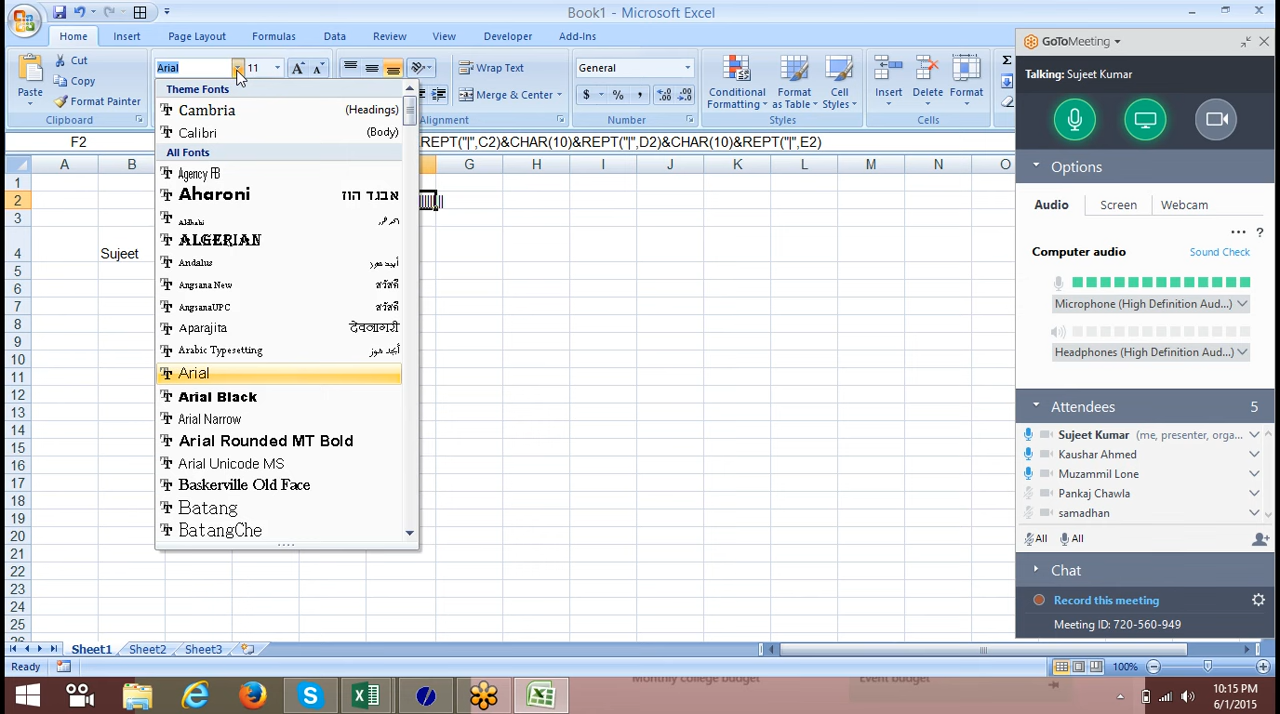 Book1 - Microsoft Excel
Home Insert Page Layout Formulas Data Review View Developer Add-Ins
Cut
Copy
Format Painter
Paste
Clipboard
Arial 11
Wrap Text
Merge & Center
Alignment
General
$ % ,
Number
Conditional Formatting
Format as Table
Cell Styles
Styles
Insert Delete Format
Cells
F2
REPT("|",C2)&CHAR(10)&REPT("|",D2)&CHAR(10)&REPT("|",E2)
Theme Fonts
Cambria (Headings)
Calibri (Body)
All Fonts
Agency FB
Aharoni אבגד הוז
Aldhabi
ALGERIAN
Andalus أبجد هوز
Angsana New สวัสดี
AngsanaUPC สวัสดี
Aparajita देवनागरी
Arabic Typesetting أبجد هوز
Arial
Arial Black
Arial Narrow
Arial Rounded MT Bold
Arial Unicode MS
Baskerville Old Face
Batang
BatangChe
A B G H I J K L M N O
1
2
3
4 Sujeet
5
6
7
8
9
10
11
12
13
14
15
16
17
18
19
20
21
22
23
24
25
26
Sheet1 Sheet2 Sheet3
Ready
100%
GoToMeeting
Talking: Sujeet Kumar
Options
Audio Screen Webcam
... ?
Computer audio Sound Check
Microphone (High Definition Aud...)
Headphones (High Definition Aud...)
Attendees 5
Sujeet Kumar (me, presenter, orga...
Kaushar Ahmed
Muzammil Lone
Pankaj Chawla
samadhan
All All
Chat
Record this meeting
Meeting ID: 720-560-949
Monthly college budget
Event budget
10:15 PM
6/1/2015